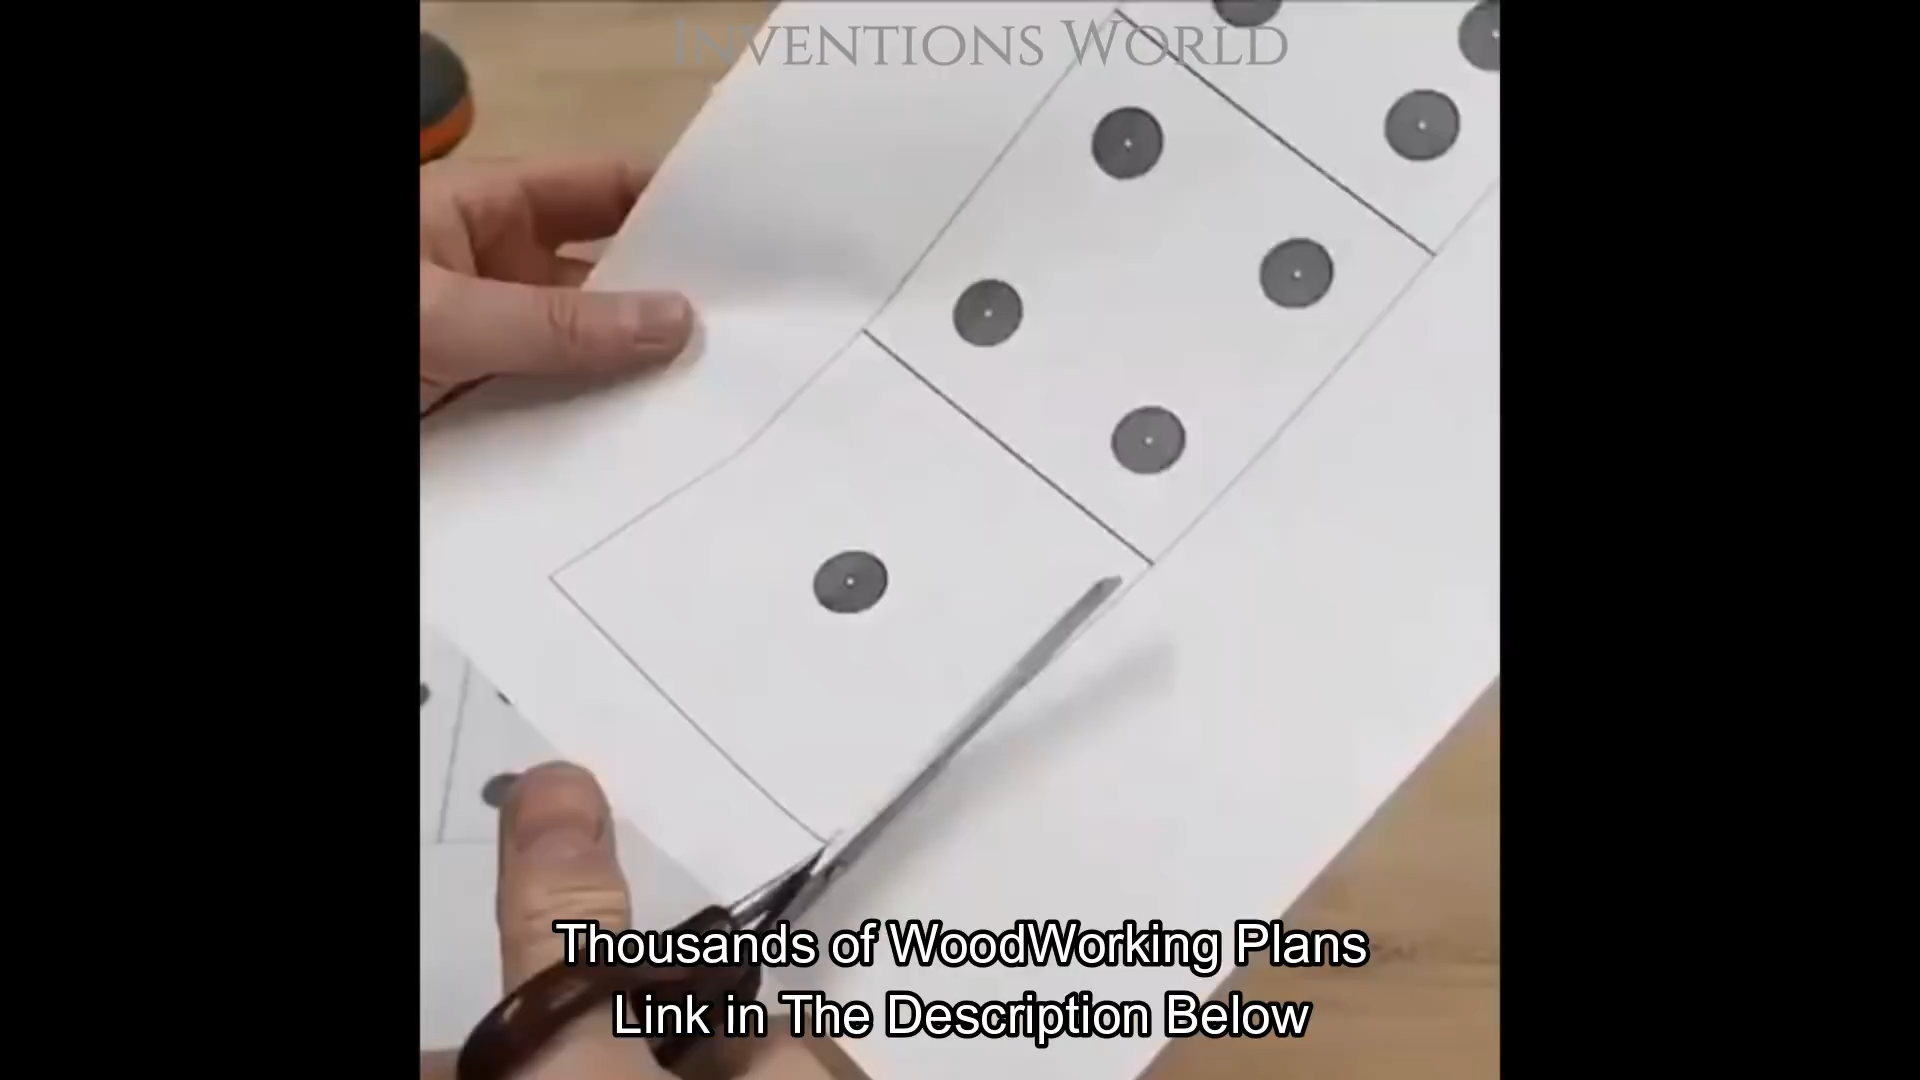 Inventions World
Thousands of WoodWorking Plans
Link in The Description Below